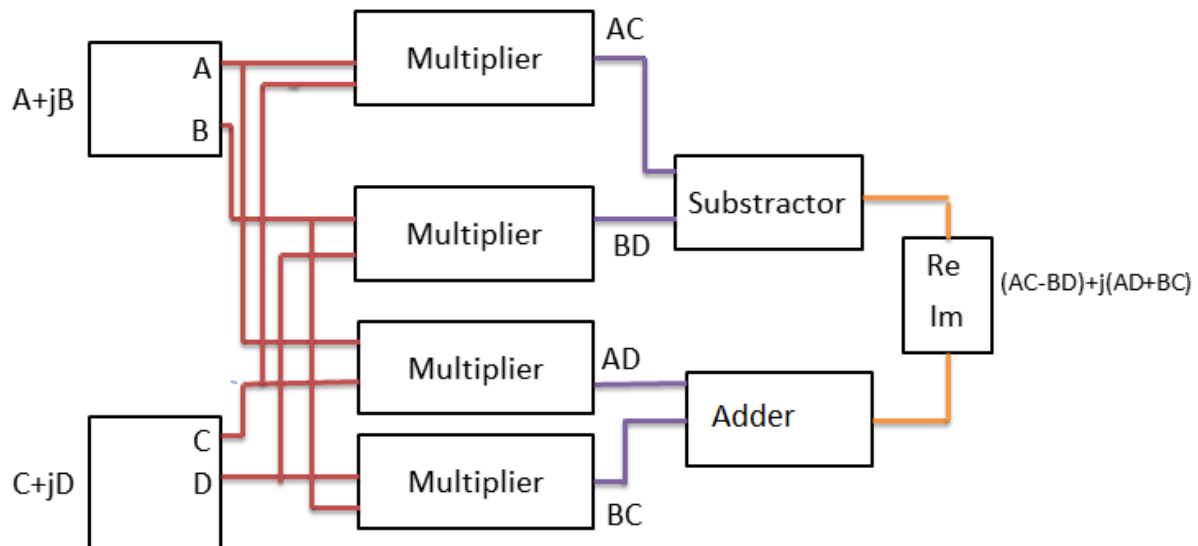 A+jB
A
B
Multiplier
AC
Multiplier
BD
Substractor
Re
Im
(AC-BD)+j(AD+BC)
Multiplier
AD
Adder
C+jD
C
D
Multiplier
BC